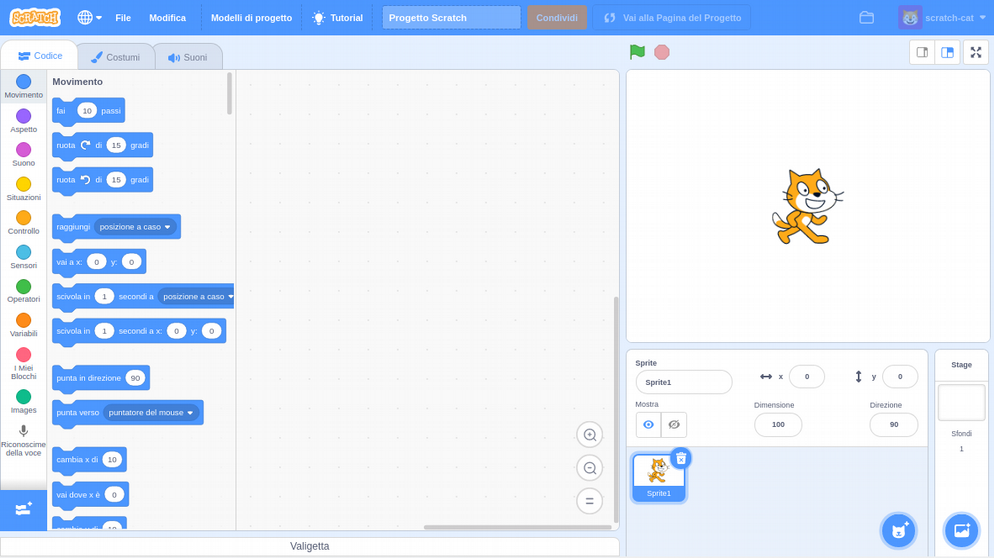 SCRATCH
File
Modifica
Modelli di progetto
Tutorial
Progetto Scratch
Condividi
Vai alla Pagina del Progetto
scratch-cat
Codice
Costumi
Suoni
Movimento
Aspetto
Suono
Situazioni
Controllo
Sensori
Operatori
Variabili
I Miei
Blocchi
Images
Riconoscime
della voce
Movimento
fai 10 passi
ruota di 15 gradi
ruota di 15 gradi
raggiungi posizione a caso
vai a x: 0 y: 0
scivola in 1 secondi a posizione a caso
scivola in 1 secondi a x: 0 y: 0
punta in direzione 90
punta verso puntatore del mouse
cambia x di 10
vai dove x è 0
cambia y di 10
Valigetta
Sprite
Sprite1
x 0
y 0
Mostra
Dimensione
100
Direzione
90
Sprite1
Stage
Sfondi
1